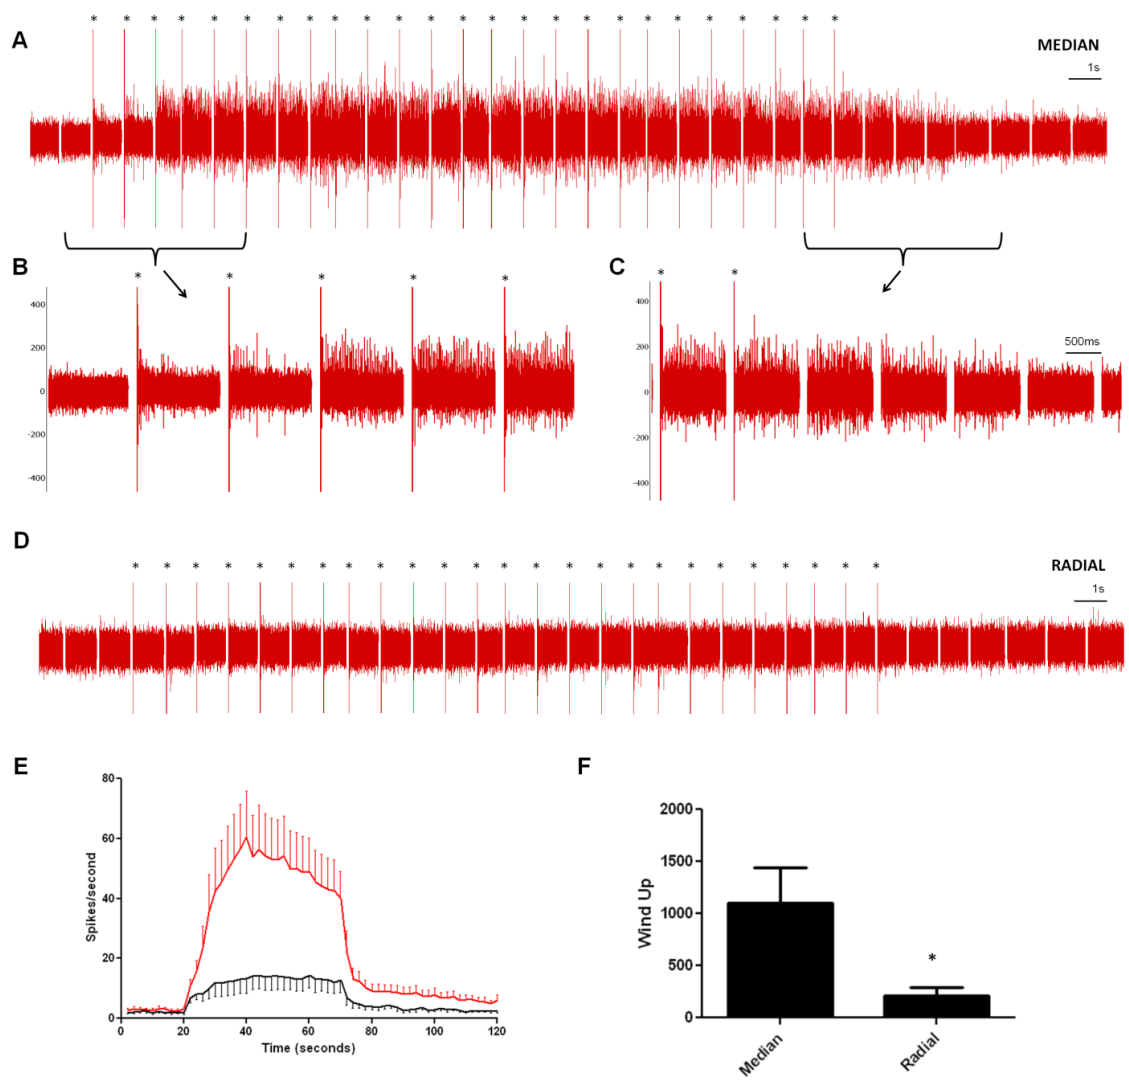 * * * * * * * * * * * * * * * * * * * * * * * * *
A
MEDIAN
1s
B
* * * * *
400
200
0
-200
-400
C
* *
400
200
0
-200
-400
500ms
D
* * * * * * * * * * * * * * * * * * * * * * * * *
RADIAL
1s
E
80
60
40
20
0
Spikes/second
0 20 40 60 80 100 120
Time (seconds)
F
2000
1500
1000
500
0
Wind Up
*
Median
Radial